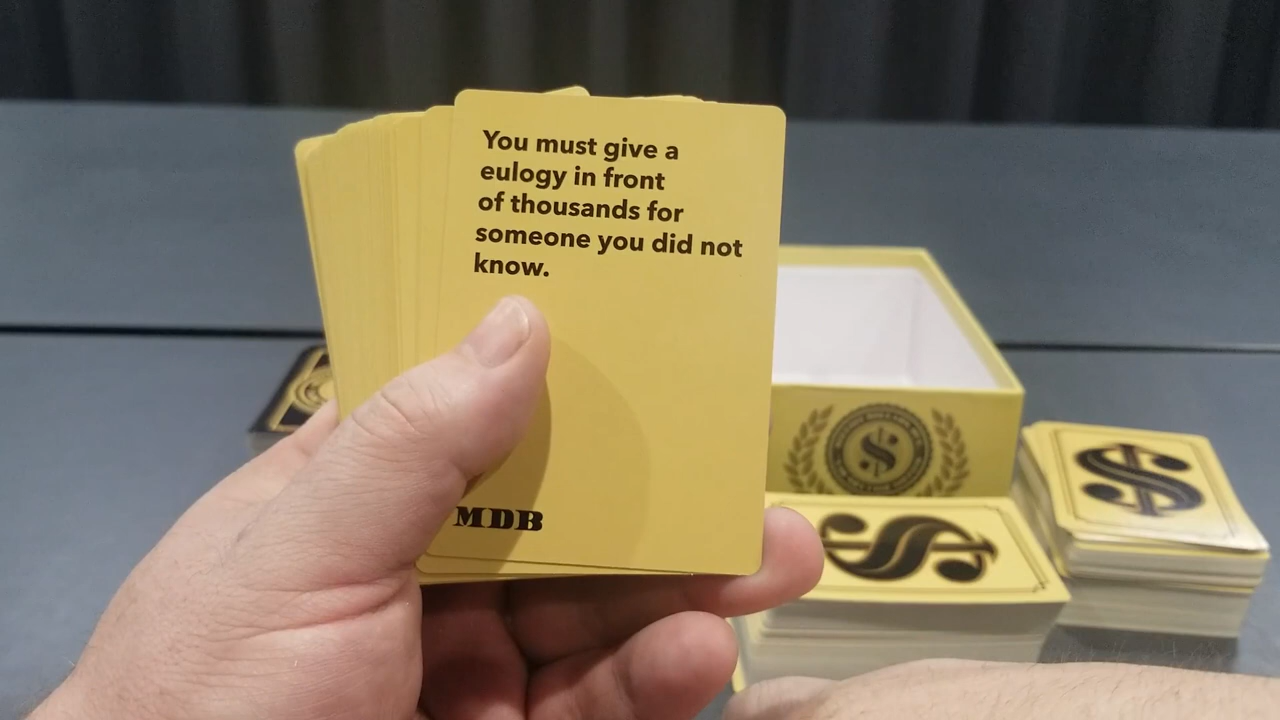 You must give a
eulogy in front
of thousands for
someone you did not
know.
MDB
$
$
$